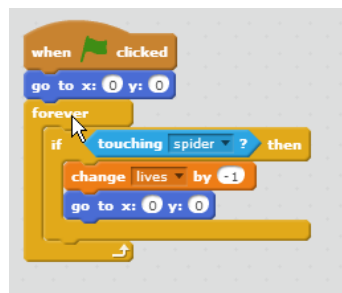 when clicked
go to x: 0 y: 0
forever
if touching spider ? then
change lives by -1
go to x: 0 y: 0